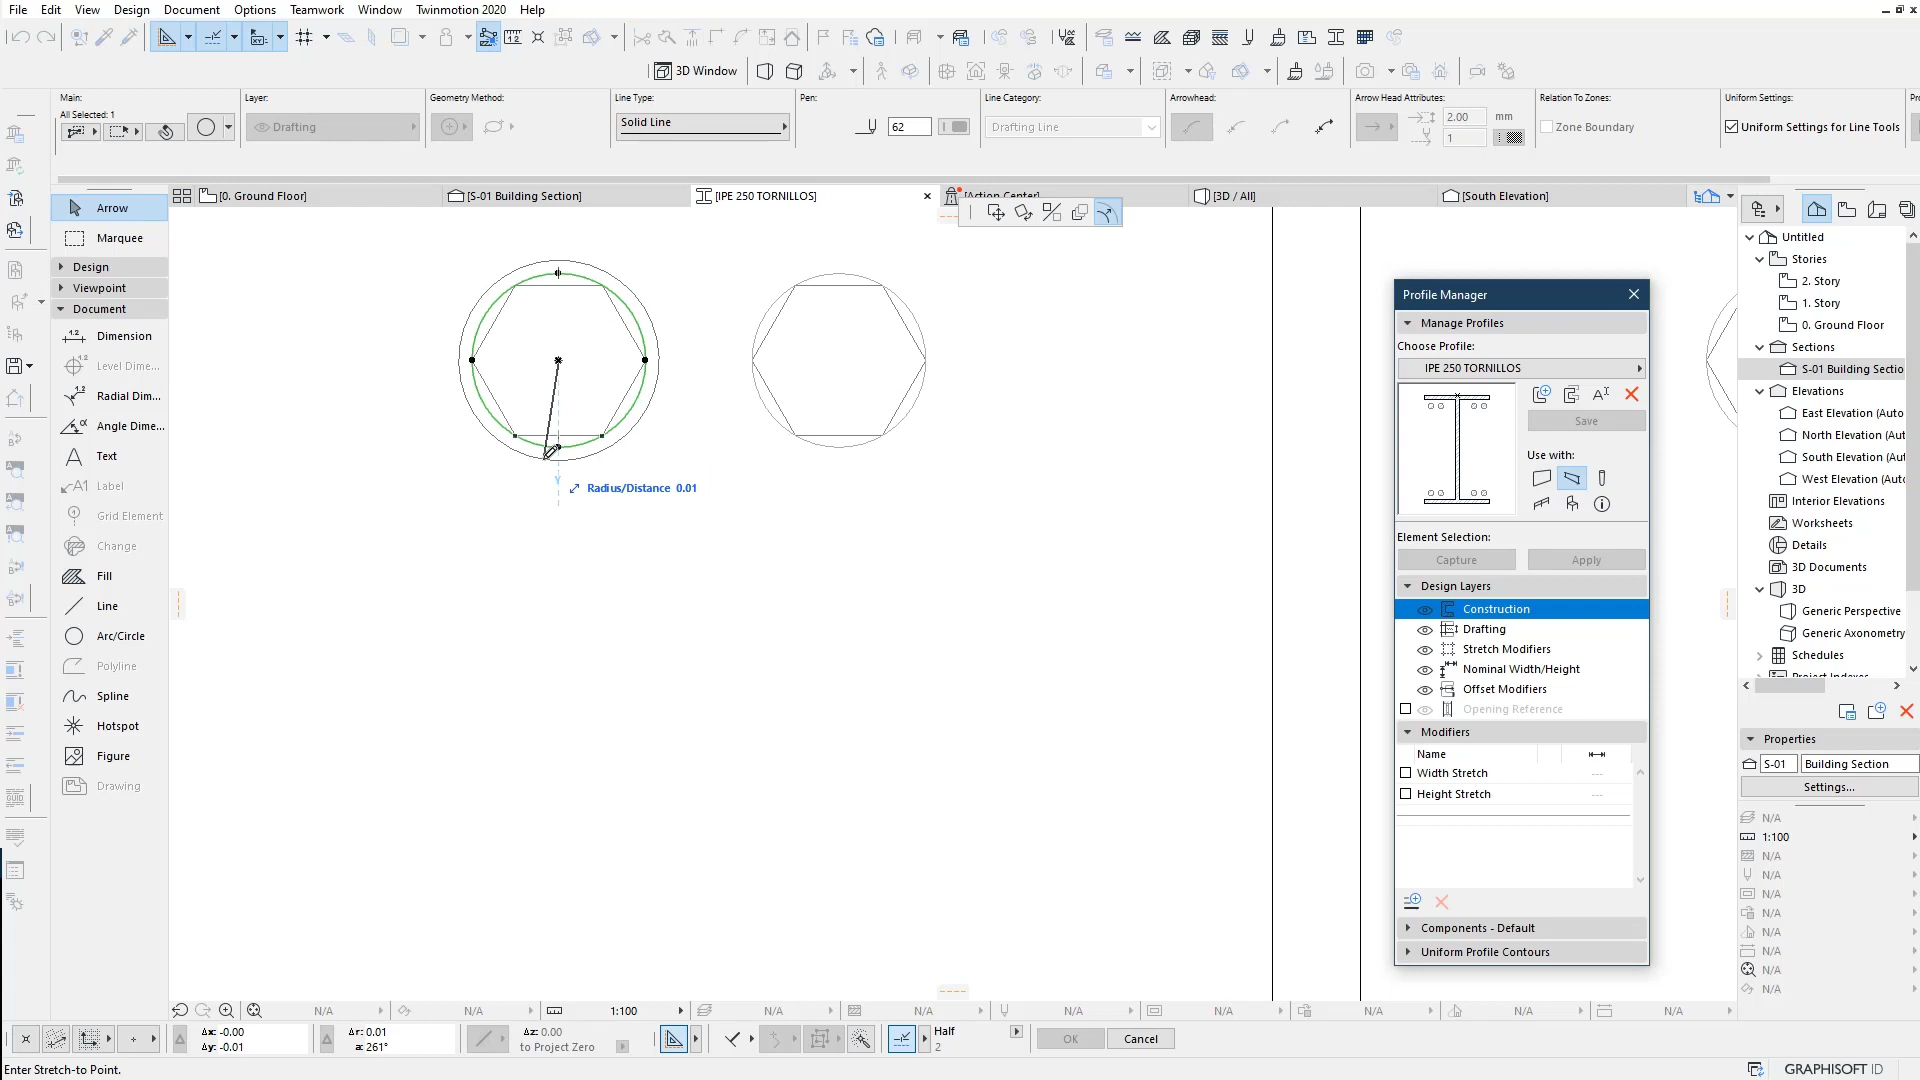 File Edit View Design Document Options Teamwork Window Twinmotion 2020 Help
3D Window
Main: Layer: Geometry Method: Line Type: Pen: Line Category: Arrowhead: Arrow Head Attributes: Relation To Zones: Uniform Settings:
All Selected: 1
Drafting Solid Line 62 Drafting Line 2.00 mm 1 Zone Boundary Uniform Settings for Line Tools
[0. Ground Floor] [S-01 Building Section] [IPE 250 TORNILLOS] [Action Center] [3D / All] [South Elevation]
Arrow
Marquee
Design
Viewpoint
Document
Dimension
Level Dime...
Radial Dim...
Angle Dime...
Text
Label
Grid Element
Change
Fill
Line
Arc/Circle
Polyline
Spline
Hotspot
Figure
Drawing
Y
Radius/Distance 0.01
Profile Manager
Manage Profiles
Choose Profile:
IPE 250 TORNILLOS
Save
Use with:
Element Selection:
Capture Apply
Design Layers
Construction
Drafting
Stretch Modifiers
Nominal Width/Height
Offset Modifiers
Opening Reference
Modifiers
Name
Width Stretch ---
Height Stretch ---
Components - Default
Uniform Profile Contours
Untitled
Stories
2. Story
1. Story
0. Ground Floor
Sections
S-01 Building Sectio
Elevations
East Elevation (Auto
North Elevation (Aut
South Elevation (Aut
West Elevation (Auto
Interior Elevations
Worksheets
Details
3D Documents
3D
Generic Perspective
Generic Axonometry
Schedules
Project Indexes
Properties
S-01 Building Section
Settings...
N/A
1:100
N/A
N/A
N/A
N/A
N/A
N/A
N/A
N/A
N/A N/A 1:100 N/A N/A N/A N/A N/A N/A N/A
Δx: -0.00
Δy: -0.01
Δr: 0.01
a: 261°
Δz: 0.00
to Project Zero
Half
2
OK Cancel
Enter Stretch-to Point.
GRAPHISOFT ID